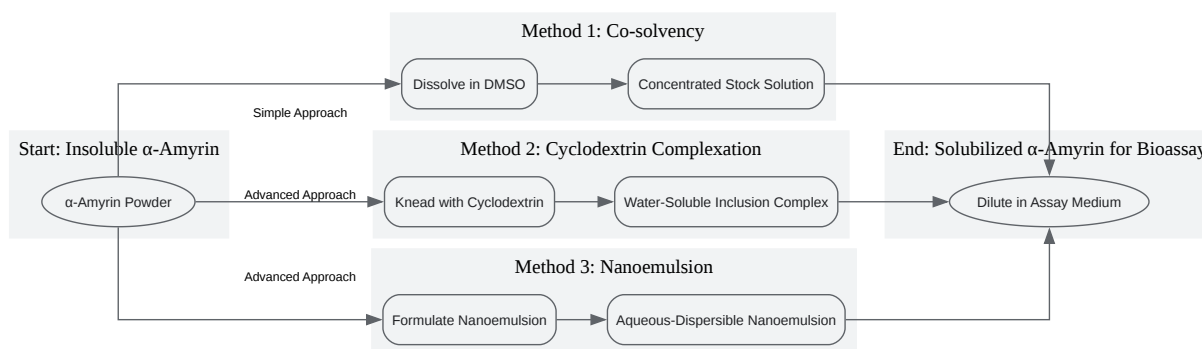 Method 1: Co-solvency
Dissolve in DMSO
Concentrated Stock Solution
Simple Approach
Start: Insoluble α-Amyrin
α-Amyrin Powder
Advanced Approach
Method 2: Cyclodextrin Complexation
Knead with Cyclodextrin
Water-Soluble Inclusion Complex
End: Solubilized α-Amyrin for Bioassay
Dilute in Assay Medium
Advanced Approach
Method 3: Nanoemulsion
Formulate Nanoemulsion
Aqueous-Dispersible Nanoemulsion